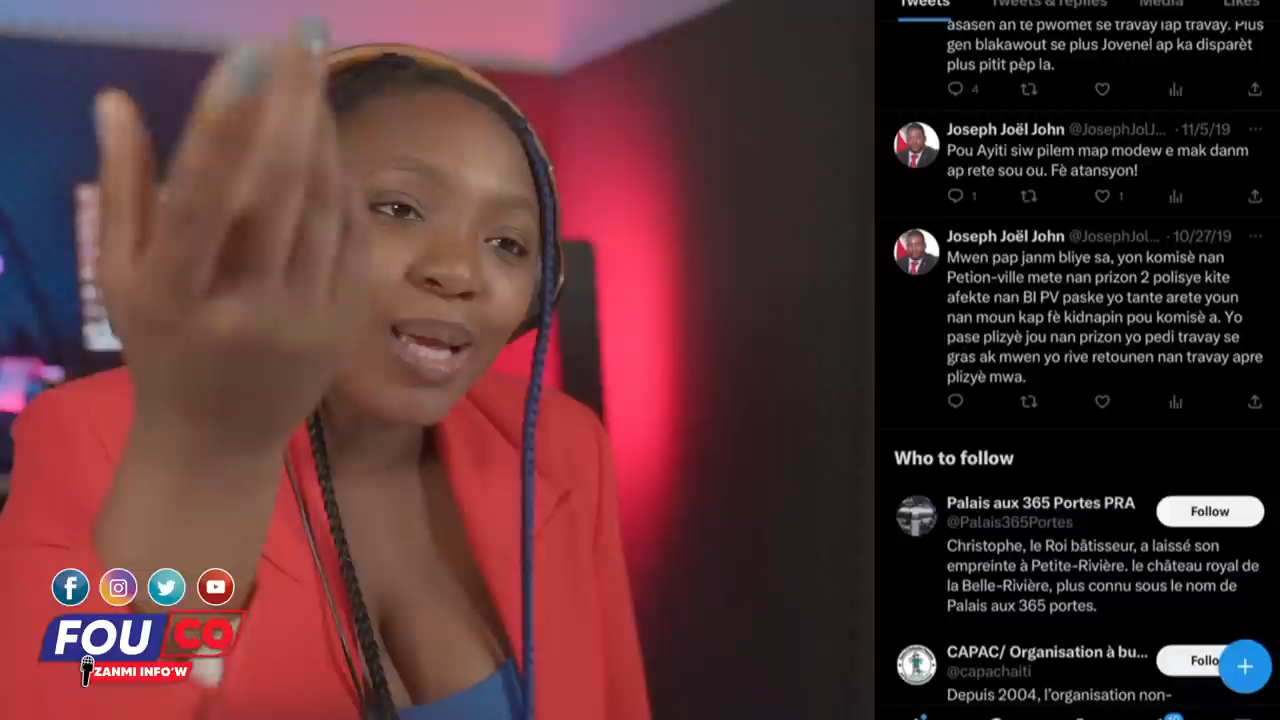 Tweets Tweets & replies Media Likes
asasen an te pwomet se travay lap travay. Plus
gen blakawout se plus Jovenel ap ka disparèt
plus pitit pèp la.
4
Joseph Joël John @JosephJolJ... · 11/5/19
Pou Ayiti siw pilem map modew e mak danm
ap rete sou ou. Fè atansyon!
1 1
Joseph Joël John @JosephJol... · 10/27/19
Mwen pap janm bliye sa, yon komisè nan
Petion-ville mete nan prizon 2 polisye kite
afekte nan BI PV paske yo tante arete youn
nan moun kap fè kidnapin pou komisè a. Yo
pase plizyè jou nan prizon yo pedi travay se
gras ak mwen yo rive retounen nan travay apre
plizyè mwa.
Who to follow
Palais aux 365 Portes PRA
@Palais365Portes
Follow
Christophe, le Roi bâtisseur, a laissé son
empreinte à Petite-Rivière. le château royal de
la Belle-Rivière, plus connu sous le nom de
Palais aux 365 portes.
CAPAC/ Organisation à bu...
@capachaiti
Follo
Depuis 2004, l'organisation non-
FOUCO
ZANMI INFO'W